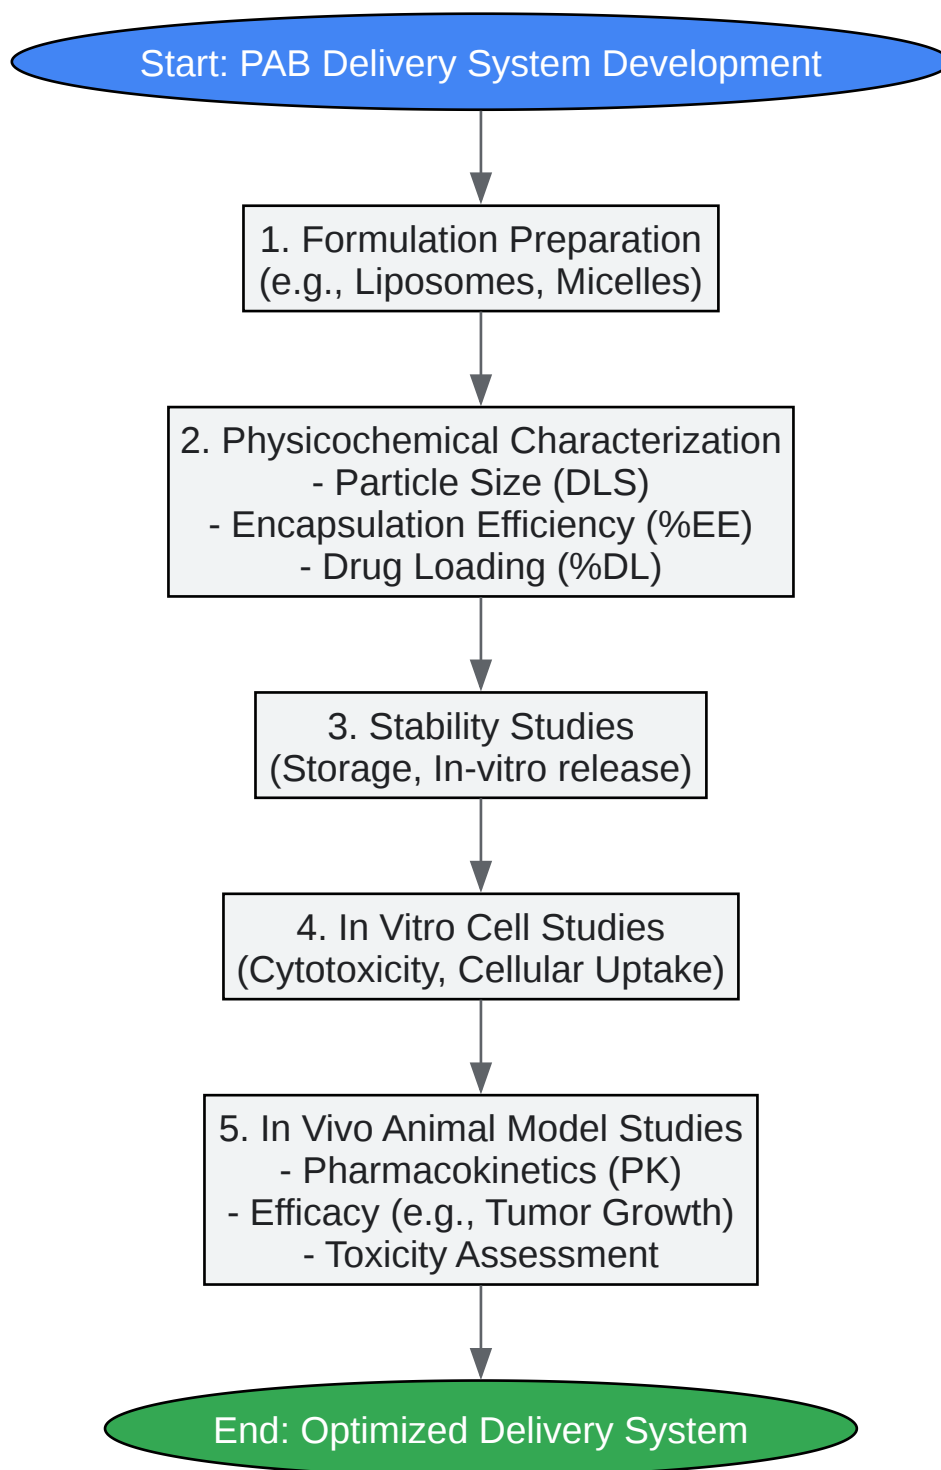 Start: PAB Delivery System Development
1. Formulation Preparation
(e.g., Liposomes, Micelles)
2. Physicochemical Characterization
- Particle Size (DLS)
- Encapsulation Efficiency (%EE)
- Drug Loading (%DL)
3. Stability Studies
(Storage, In-vitro release)
4. In Vitro Cell Studies
(Cytotoxicity, Cellular Uptake)
5. In Vivo Animal Model Studies
- Pharmacokinetics (PK)
- Efficacy (e.g., Tumor Growth)
- Toxicity Assessment
End: Optimized Delivery System